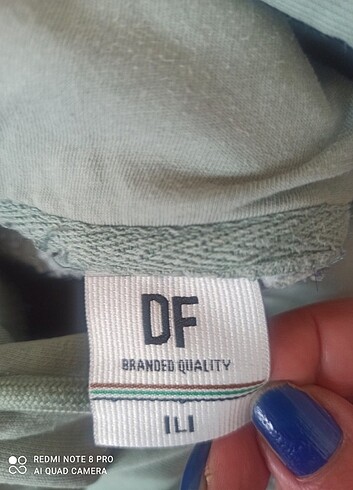 DF
BRANDED QUALITY
|L|
REDMI NOTE 8 PRO
AI QUAD CAMERA